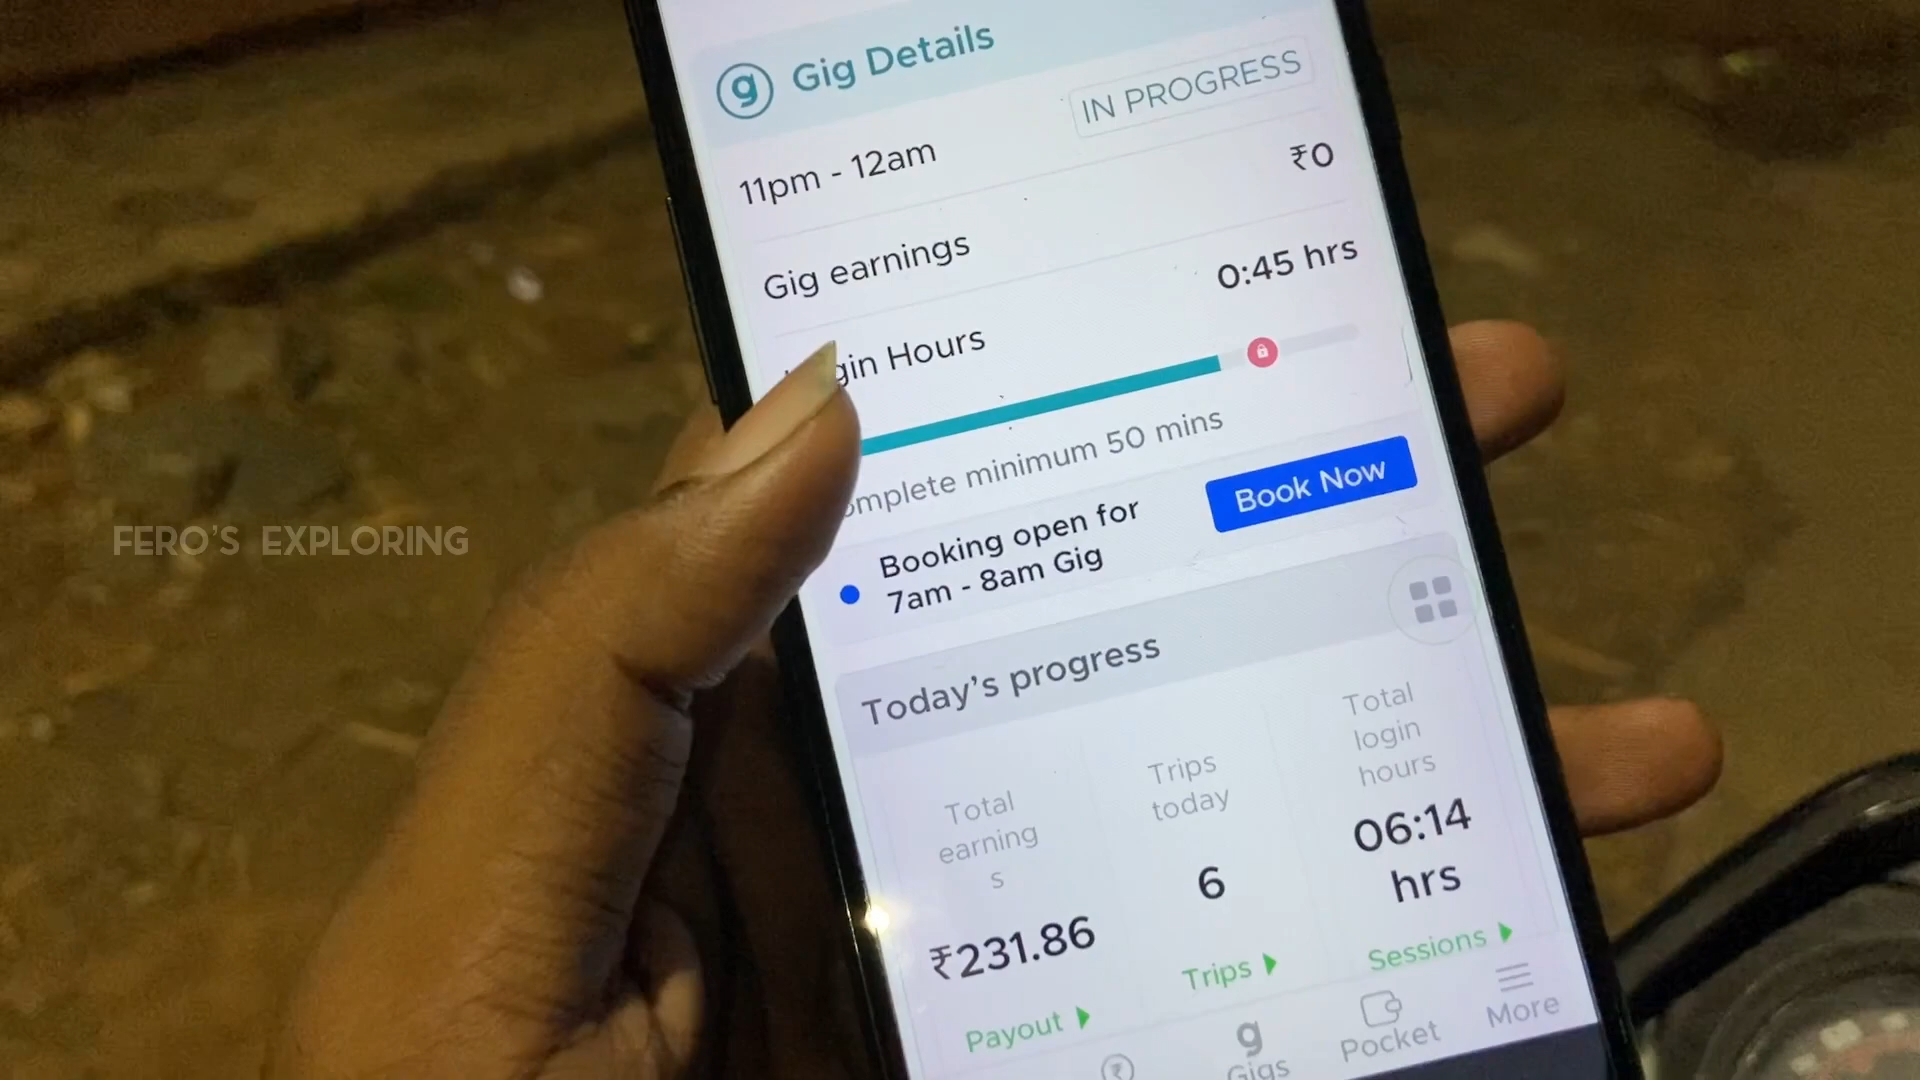 g Gig Details
11pm - 12am IN PROGRESS
Gig earnings ₹0
gin Hours 0:45 hrs
omplete minimum 50 mins
Booking open for
7am - 8am Gig
Book Now
Today's progress
Total
earning
s
₹231.86
Payout
Trips
today
6
Trips
Total
login
hours
06:14
hrs
Sessions
₹
g
Gigs
Pocket
More
FERO'S EXPLORING